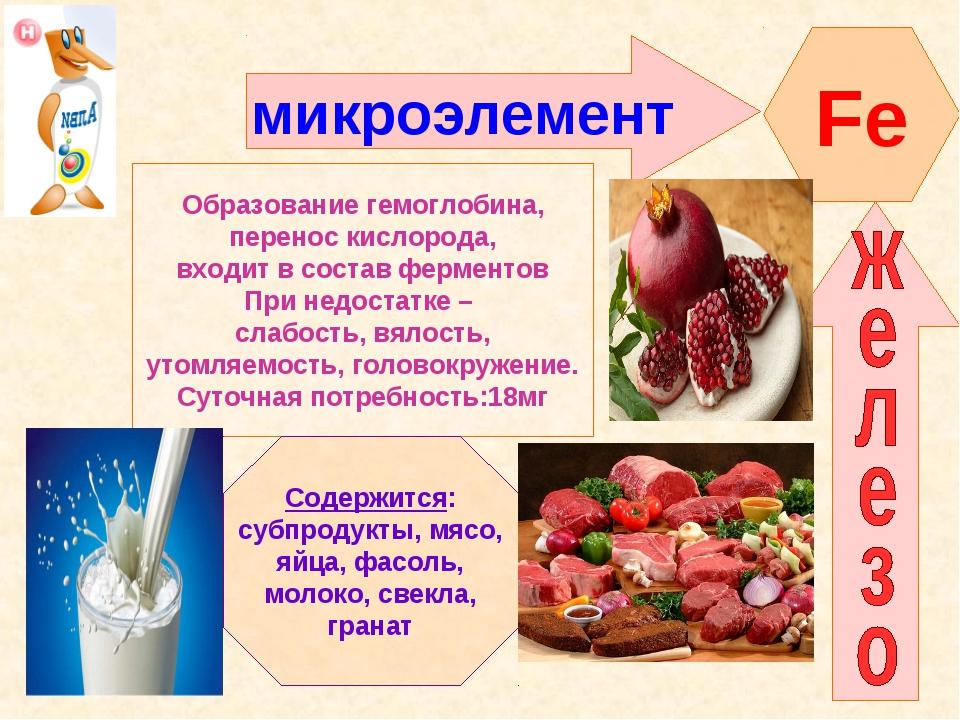 Н
АПВИ
микроэлемент
Fe
Образование гемоглобина,
перенос кислорода,
входит в состав ферментов
При недостатке –
слабость, вялость,
утомляемость, головокружение.
Суточная потребность:18мг
железо
Содержится:
субпродукты, мясо,
яйца, фасоль,
молоко, свекла,
гранат